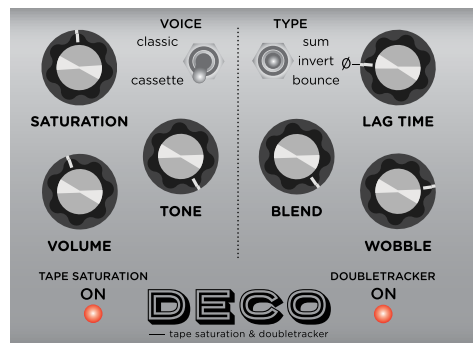 VOICE
classic
cassette
TYPE
sum
invert
bounce
Ø
SATURATION
LAG TIME
TONE
BLEND
VOLUME
WOBBLE
TAPE SATURATION
ON
DOUBLETRACKER
ON
DECO
tape saturation & doubletracker